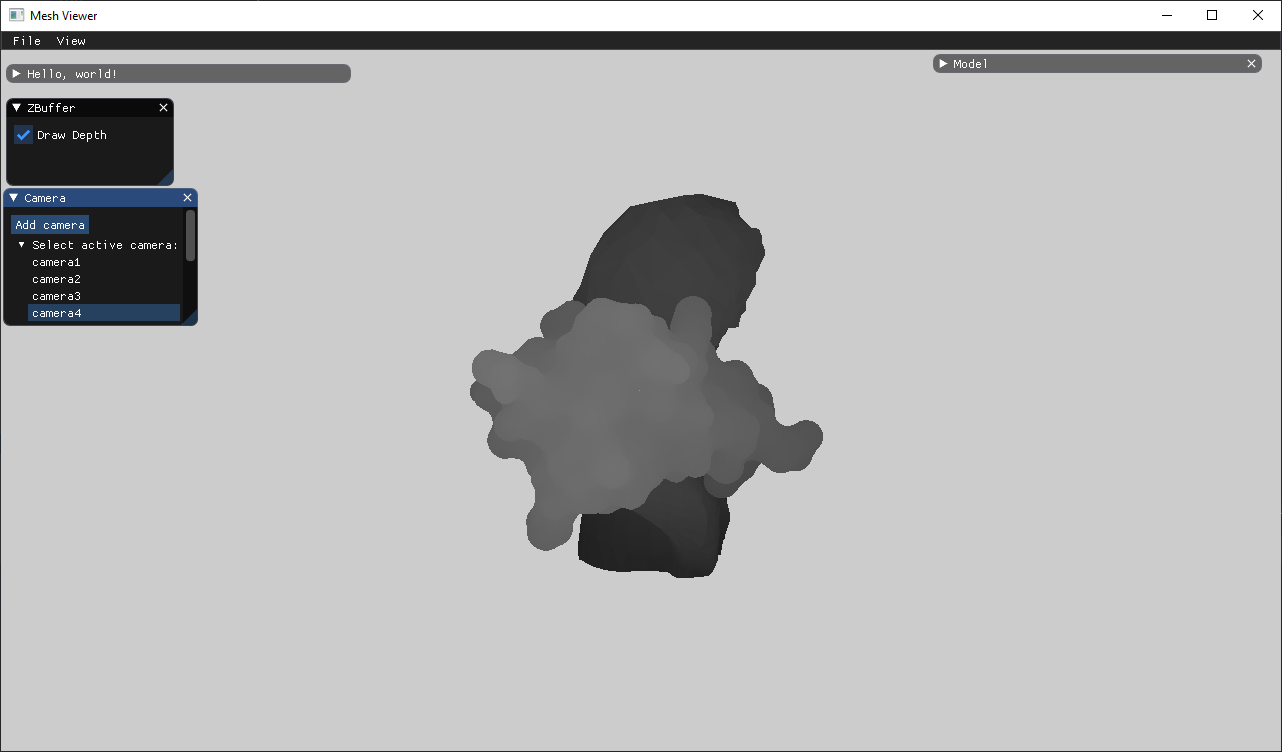 Mesh Viewer
File View
Hello, world!
Model
ZBuffer
Draw Depth
Camera
Add camera
Select active camera:
camera1
camera2
camera3
camera4